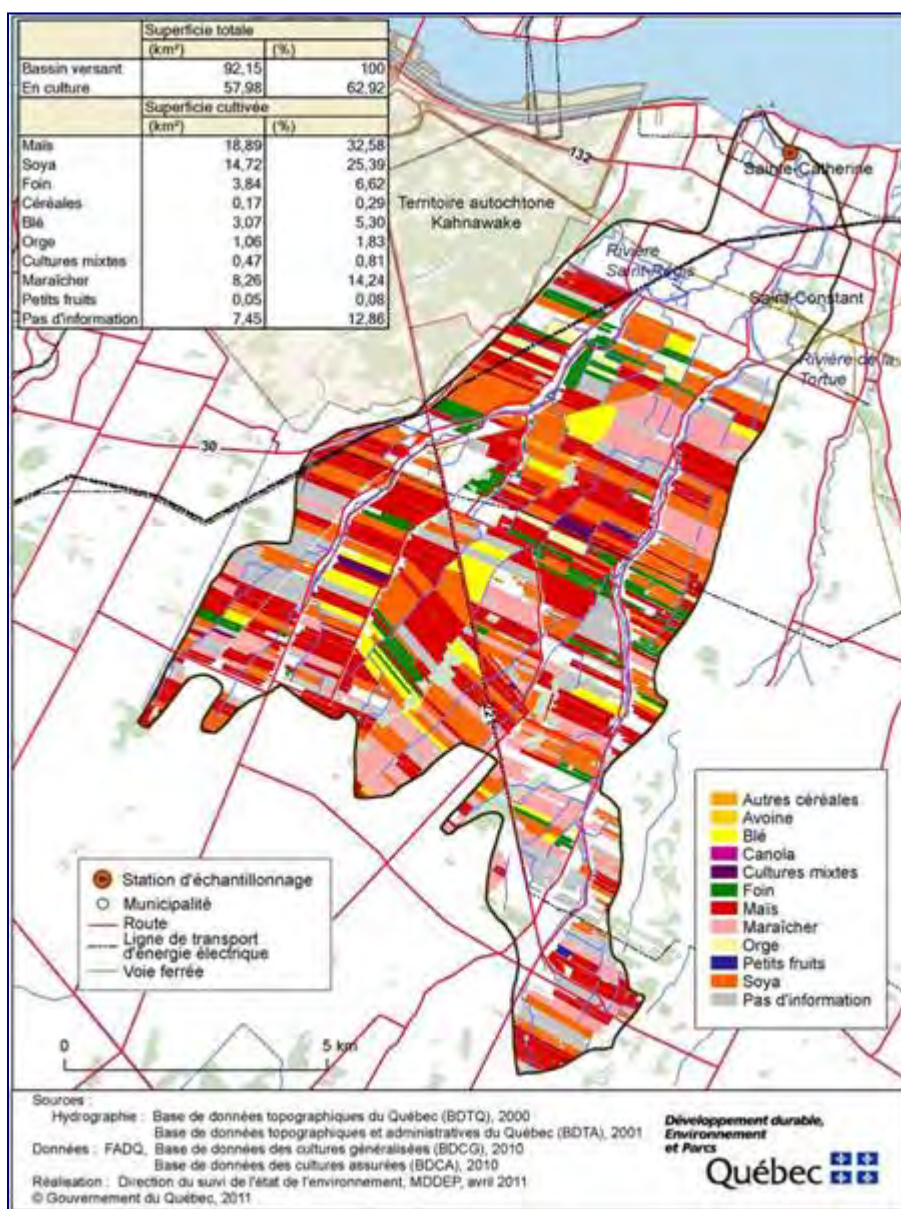 Superficie totale
(km²) (%)
Bassin versant 92,15 100
En culture 57,98 62,92
Superficie cultivée
(km²) (%)
Maïs 18,89 32,58
Soya 14,72 25,39
Foin 3,84 6,62
Céréales 0,17 0,29
Blé 3,07 5,30
Orge 1,06 1,83
Cultures mixtes 0,47 0,81
Maraîcher 8,26 14,24
Petits fruits 0,05 0,08
Pas d'information 7,45 12,86
132
Sainte-Catherine
Territoire autochtone
Kahnawake
Rivière
Saint-Régis
Saint-Constant
Rivière de la
Tortue
30
Station d'échantillonnage
Municipalité
Route
Ligne de transport
d'énergie électrique
Voie ferrée
Autres céréales
Avoine
Blé
Canola
Cultures mixtes
Foin
Maïs
Maraîcher
Orge
Petits fruits
Soya
Pas d'information
0 5 km
Sources :
Hydrographie : Base de données topographiques du Québec (BDTQ), 2000
Base de données topographiques et administratives du Québec (BDTA), 2001
Données : FADQ, Base de données des cultures généralisées (BDCG), 2010
Base de données des cultures assurées (BDCA), 2010
Réalisation : Direction du suivi de l'état de l'environnement, MDDEP, avril 2011
© Gouvernement du Québec, 2011
Développement durable,
Environnement
et Parcs
Québec